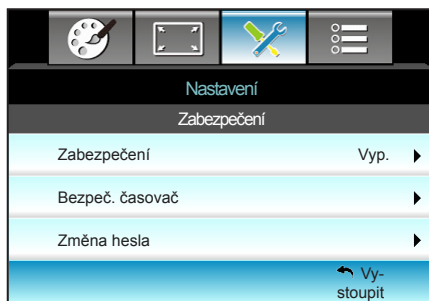 Nastavení
Zabezpečení
Zabezpečení Vyp.
Bezpeč. časovač
Změna hesla
Vy-
stoupit